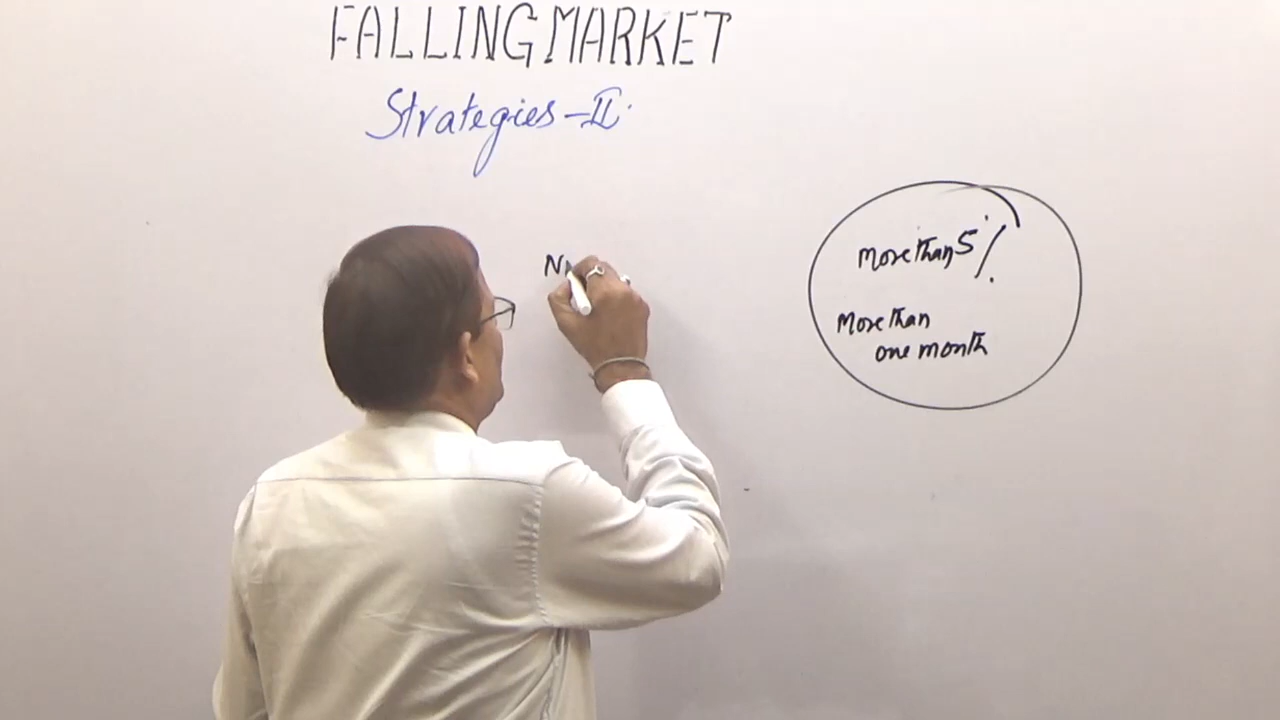 FALLING MARKET
Strategies - II.
More than 5%
More than
one month